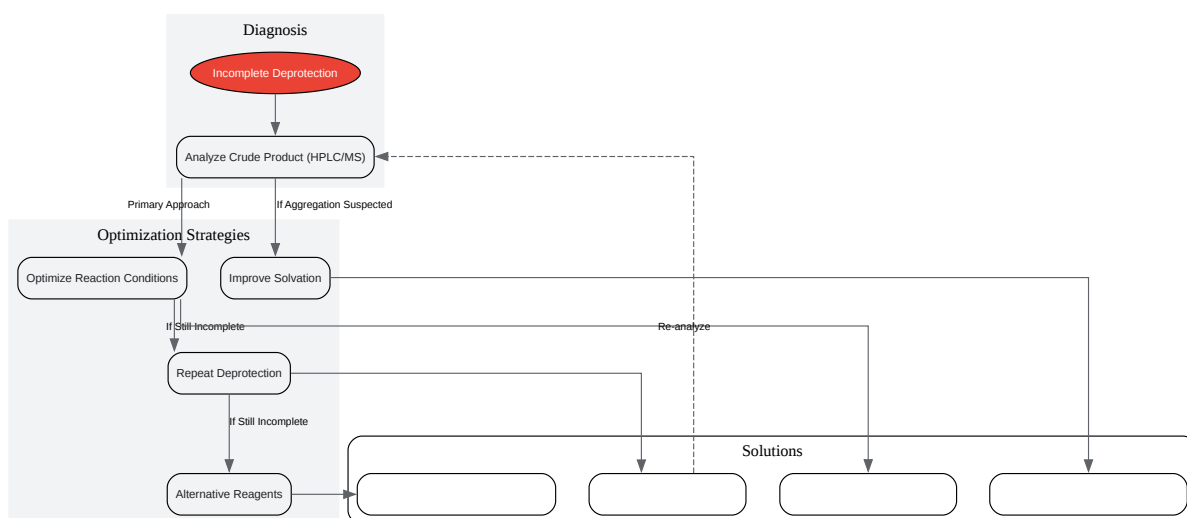 Diagnosis
Incomplete Deprotection
Analyze Crude Product (HPLC/MS)
Primary Approach
If Aggregation Suspected
Optimization Strategies
Optimize Reaction Conditions
Improve Solvation
If Still Incomplete
Re-analyze
Repeat Deprotection
If Still Incomplete
Solutions
Alternative Reagents